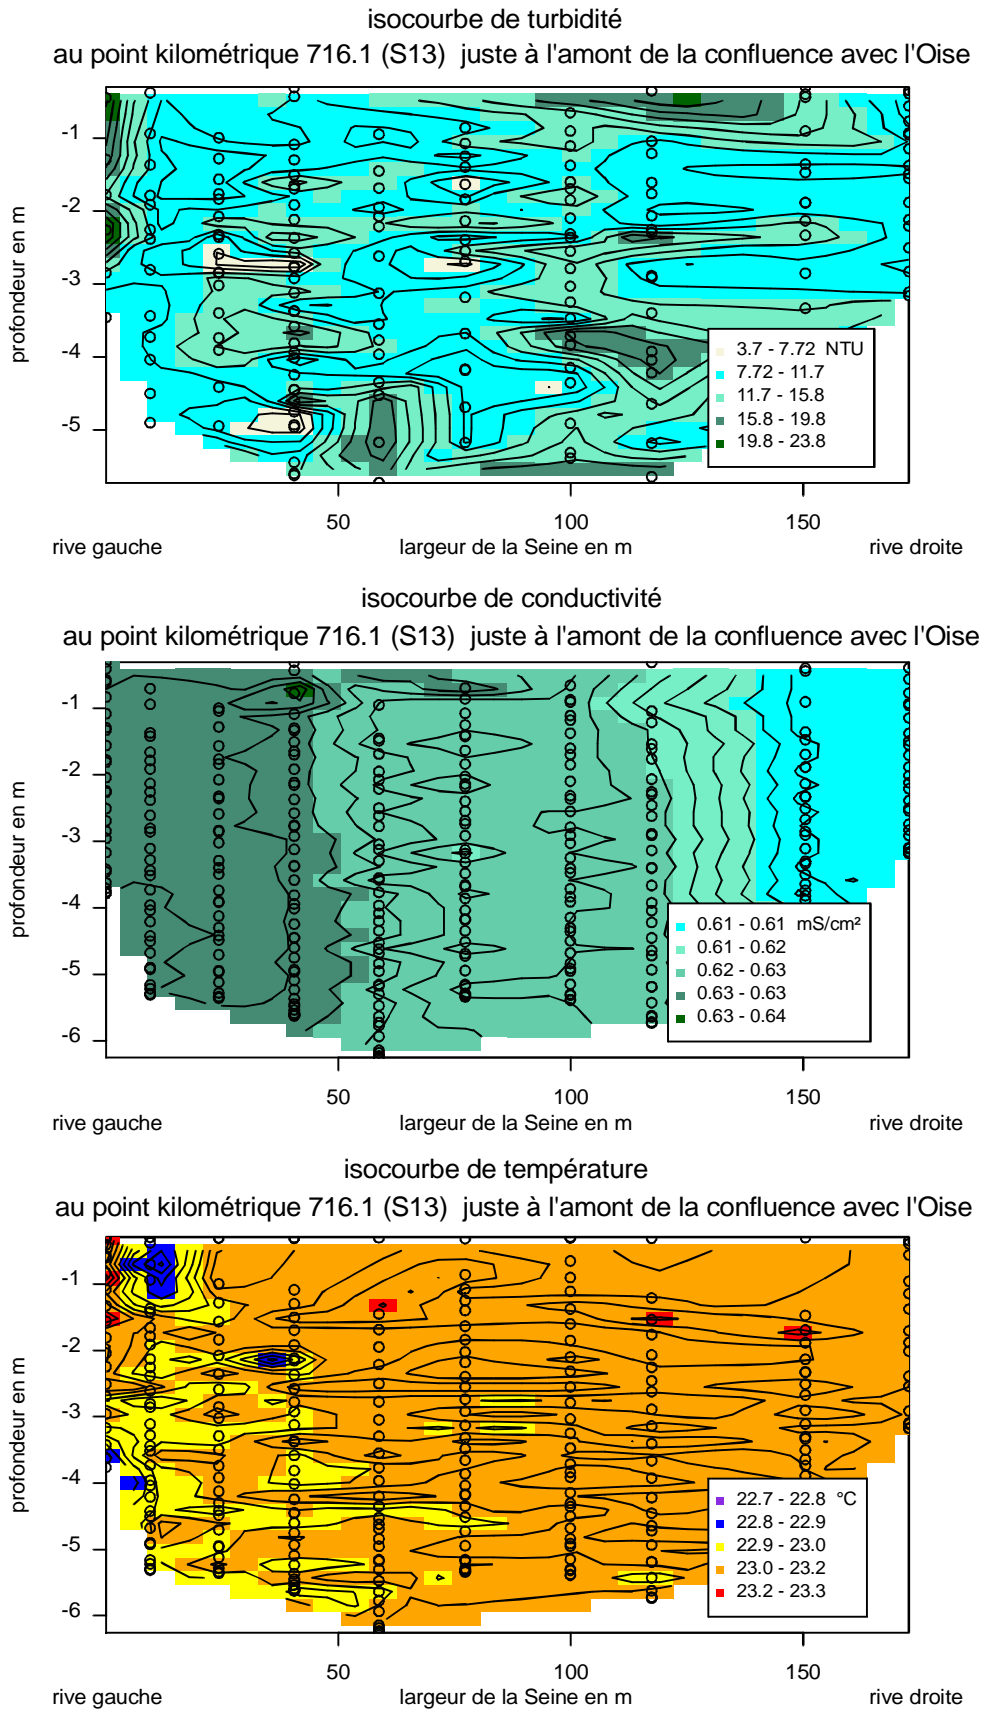 isocourbe de turbidité
au point kilométrique 716.1 (S13)  juste à l'amont de la confluence avec l'Oise
profondeur en m
-1
-2
-3
-4
-5
3.7 - 7.72  NTU
7.72 - 11.7
11.7 - 15.8
15.8 - 19.8
19.8 - 23.8
50
100
150
rive gauche
largeur de la Seine en m
rive droite
isocourbe de conductivité
au point kilométrique 716.1 (S13)  juste à l'amont de la confluence avec l'Oise
profondeur en m
-1
-2
-3
-4
-5
-6
0.61 - 0.61  mS/cm²
0.61 - 0.62
0.62 - 0.63
0.63 - 0.63
0.63 - 0.64
50
100
150
rive gauche
largeur de la Seine en m
rive droite
isocourbe de température
au point kilométrique 716.1 (S13)  juste à l'amont de la confluence avec l'Oise
profondeur en m
-1
-2
-3
-4
-5
-6
22.7 - 22.8  °C
22.8 - 22.9
22.9 - 23.0
23.0 - 23.2
23.2 - 23.3
50
100
150
rive gauche
largeur de la Seine en m
rive droite